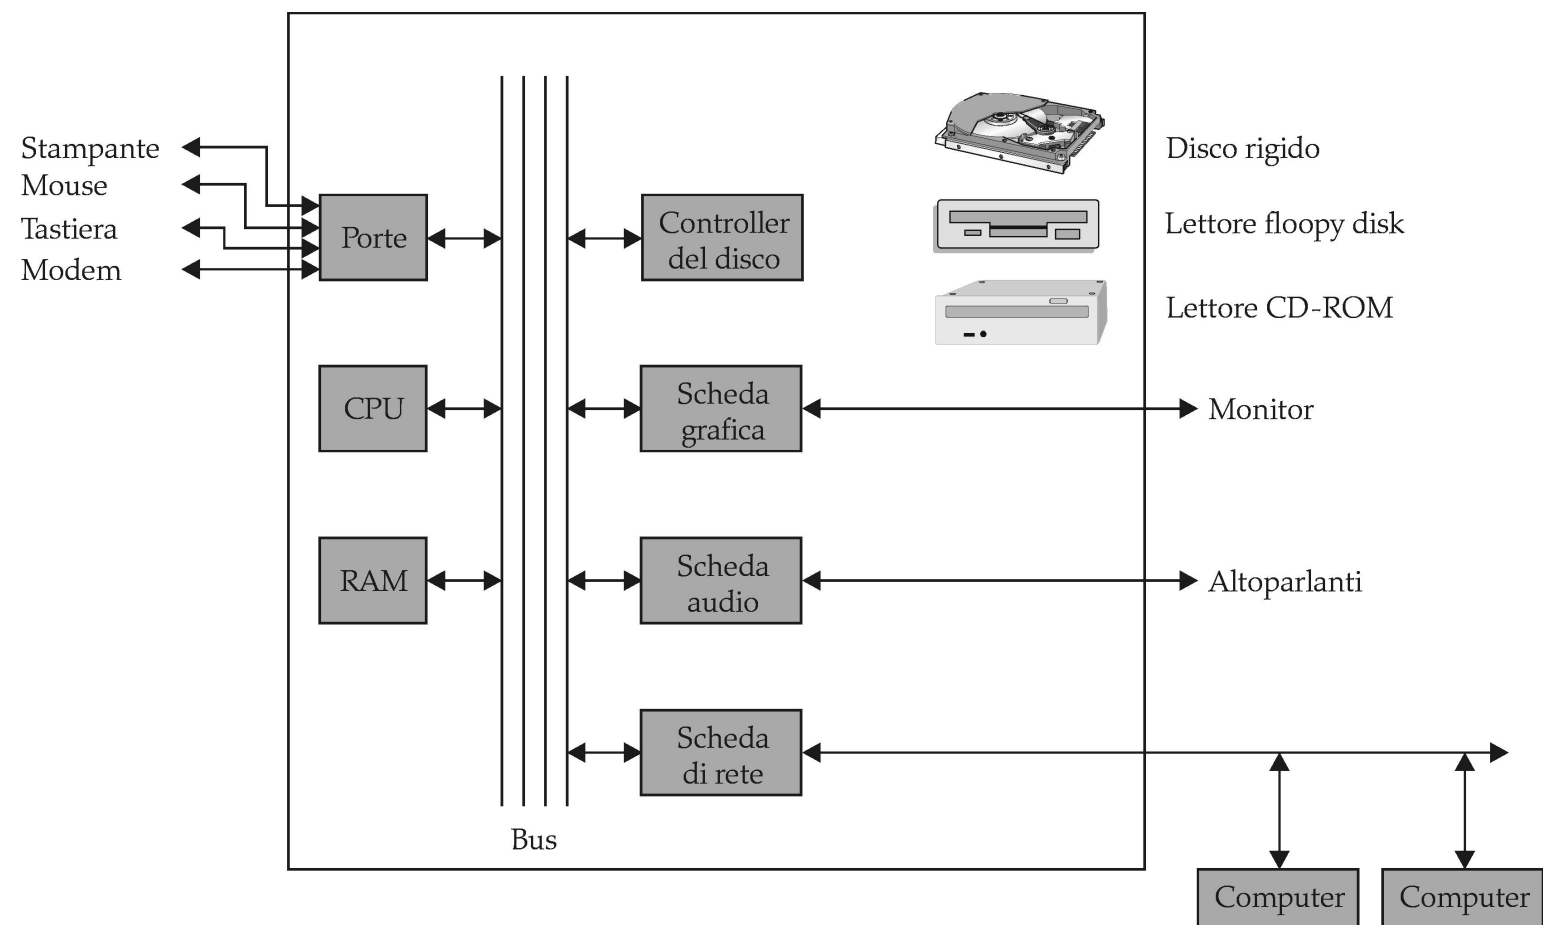 Stampante
Mouse
Tastiera
Modem
Porte
Controller
del disco
Disco rigido
Lettore floopy disk
Lettore CD-ROM
CPU
Scheda
grafica
Monitor
RAM
Scheda
audio
Altoparlanti
Scheda
di rete
Bus
Computer
Computer